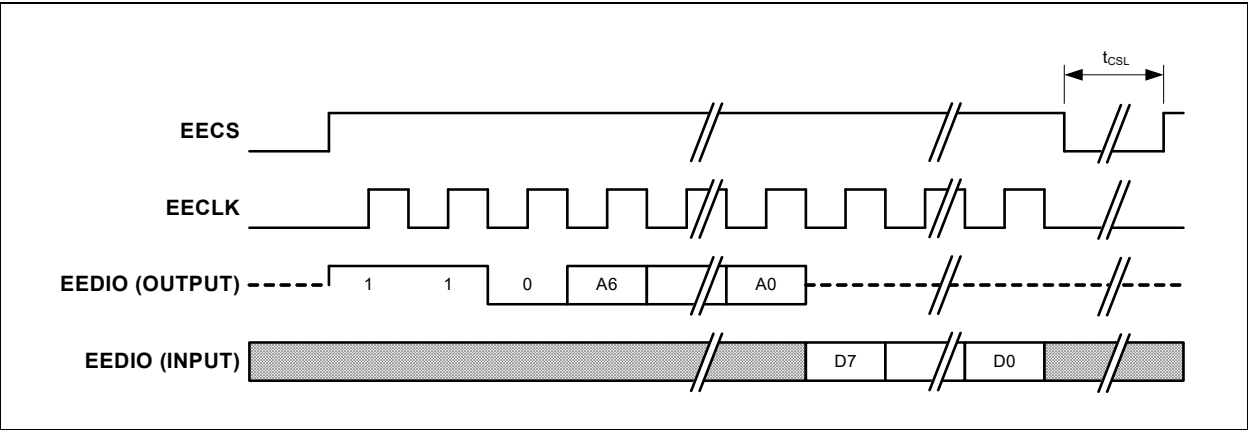 tCSL
EECS
EECLK
EEDIO (OUTPUT) 1 1 0 A6 A0
EEDIO (INPUT) D7 D0